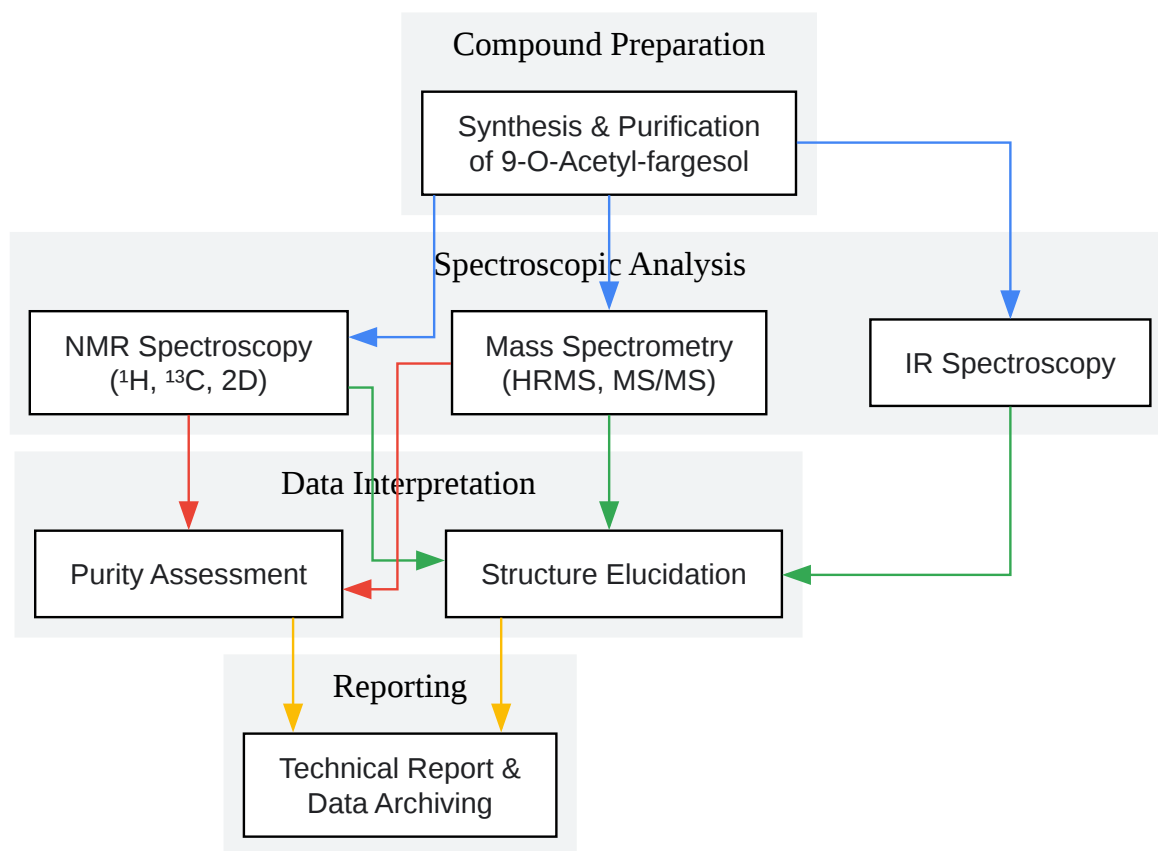 Compound Preparation
Synthesis & Purification
of 9-O-Acetyl-fargesol
Spectroscopic Analysis
NMR Spectroscopy
(¹H, ¹³C, 2D)
Mass Spectrometry
(HRMS, MS/MS)
IR Spectroscopy
Data Interpretation
Purity Assessment
Structure Elucidation
Reporting
Technical Report &
Data Archiving